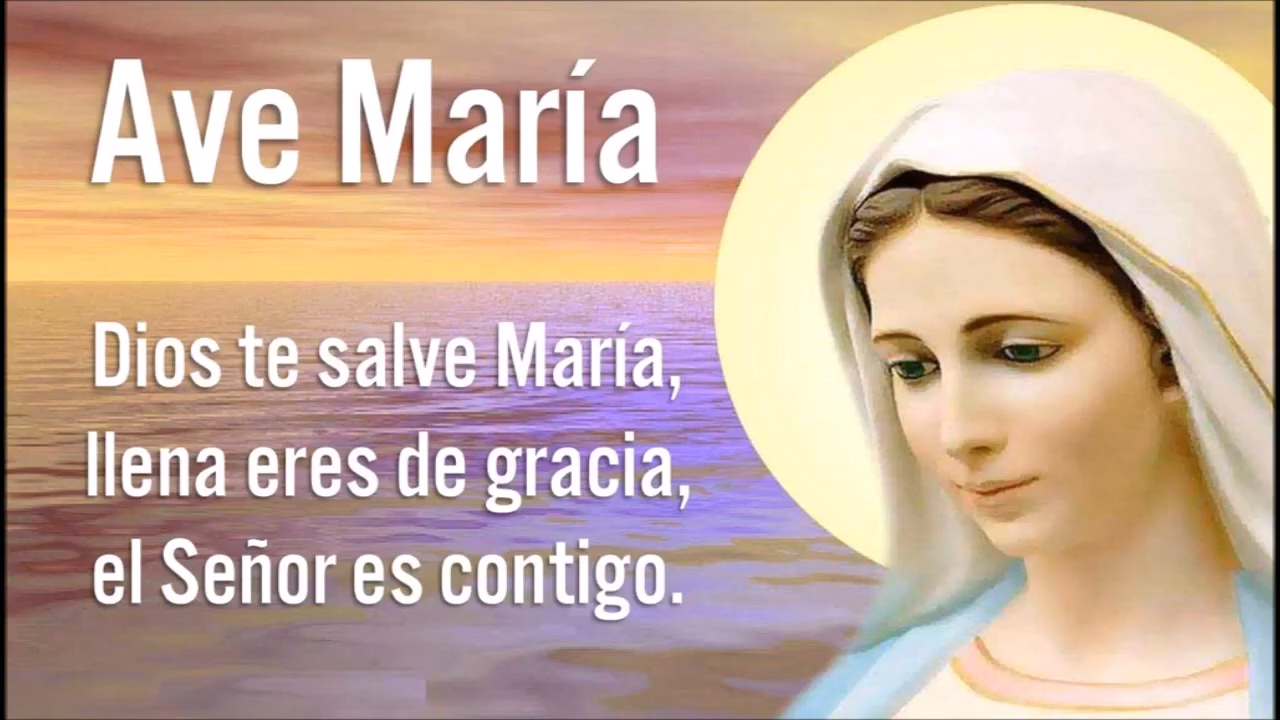 Ave María
Dios te salve María,
llena eres de gracia,
el Señor es contigo.